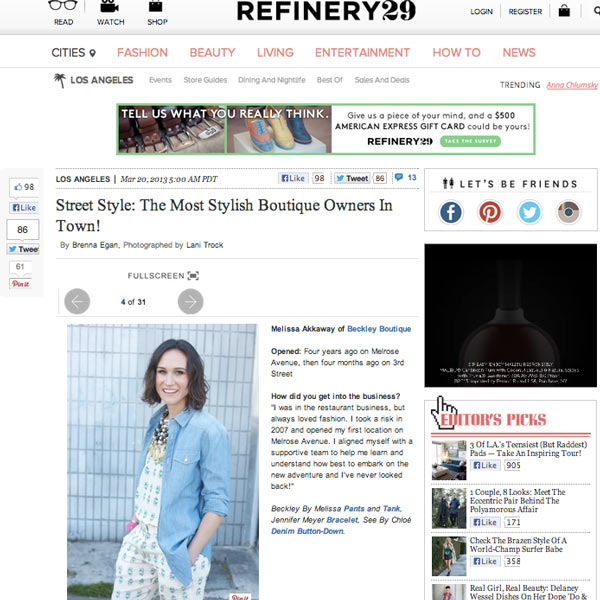 READ
WATCH
SHOP
REFINERY29
LOGIN
REGISTER
CITIES
FASHION
BEAUTY
LIVING
ENTERTAINMENT
HOW TO
NEWS
LOS ANGELES
Events
Store Guides
Dining And Nightlife
Best Of
Sales And Deals
TRENDING
Anna Chlumsky
TELL US WHAT YOU REALLY THINK.
Give us a piece of your mind, and a $500
AMERICAN EXPRESS GIFT CARD could be yours!
REFINERY29
TAKE THE SURVEY
98
Like
86
Tweet
61
Pin it
LOS ANGELES | Mar 20, 2013 5:00 AM PDT
Like 98
Tweet 86
13
Street Style: The Most Stylish Boutique Owners In
Town!
By Brenna Egan, Photographed by Lani Trock
FULLSCREEN
4 of 31
Melissa Akkaway of Beckley Boutique
Opened: Four years ago on Melrose
Avenue, then four months ago on 3rd
Street
How did you get into the business?
"I was in the restaurant business, but
always loved fashion. I took a risk in
2007 and opened my first location on
Melrose Avenue. I aligned myself with a
supportive team to help me learn and
understand how best to embark on the
new adventure and I've never looked
back!"
Beckley By Melissa Pants and Tank,
Jennifer Meyer Bracelet, See By Chloé
Denim Button-Down.
Pin it
LET'S BE FRIENDS
EDITOR'S PICKS
3 Of L.A.'s Teensiest (But Raddest)
Pads — Take An Inspiring Tour!
Like 905
1 Couple, 8 Looks: Meet The
Eccentric Pair Behind The
Polyamorous Affair
Like 171
Check The Brazen Style Of A
World-Champ Surfer Babe
Like 358
Real Girl, Real Beauty: Delaney
Wessel Dishes On Her Dope 'Do &